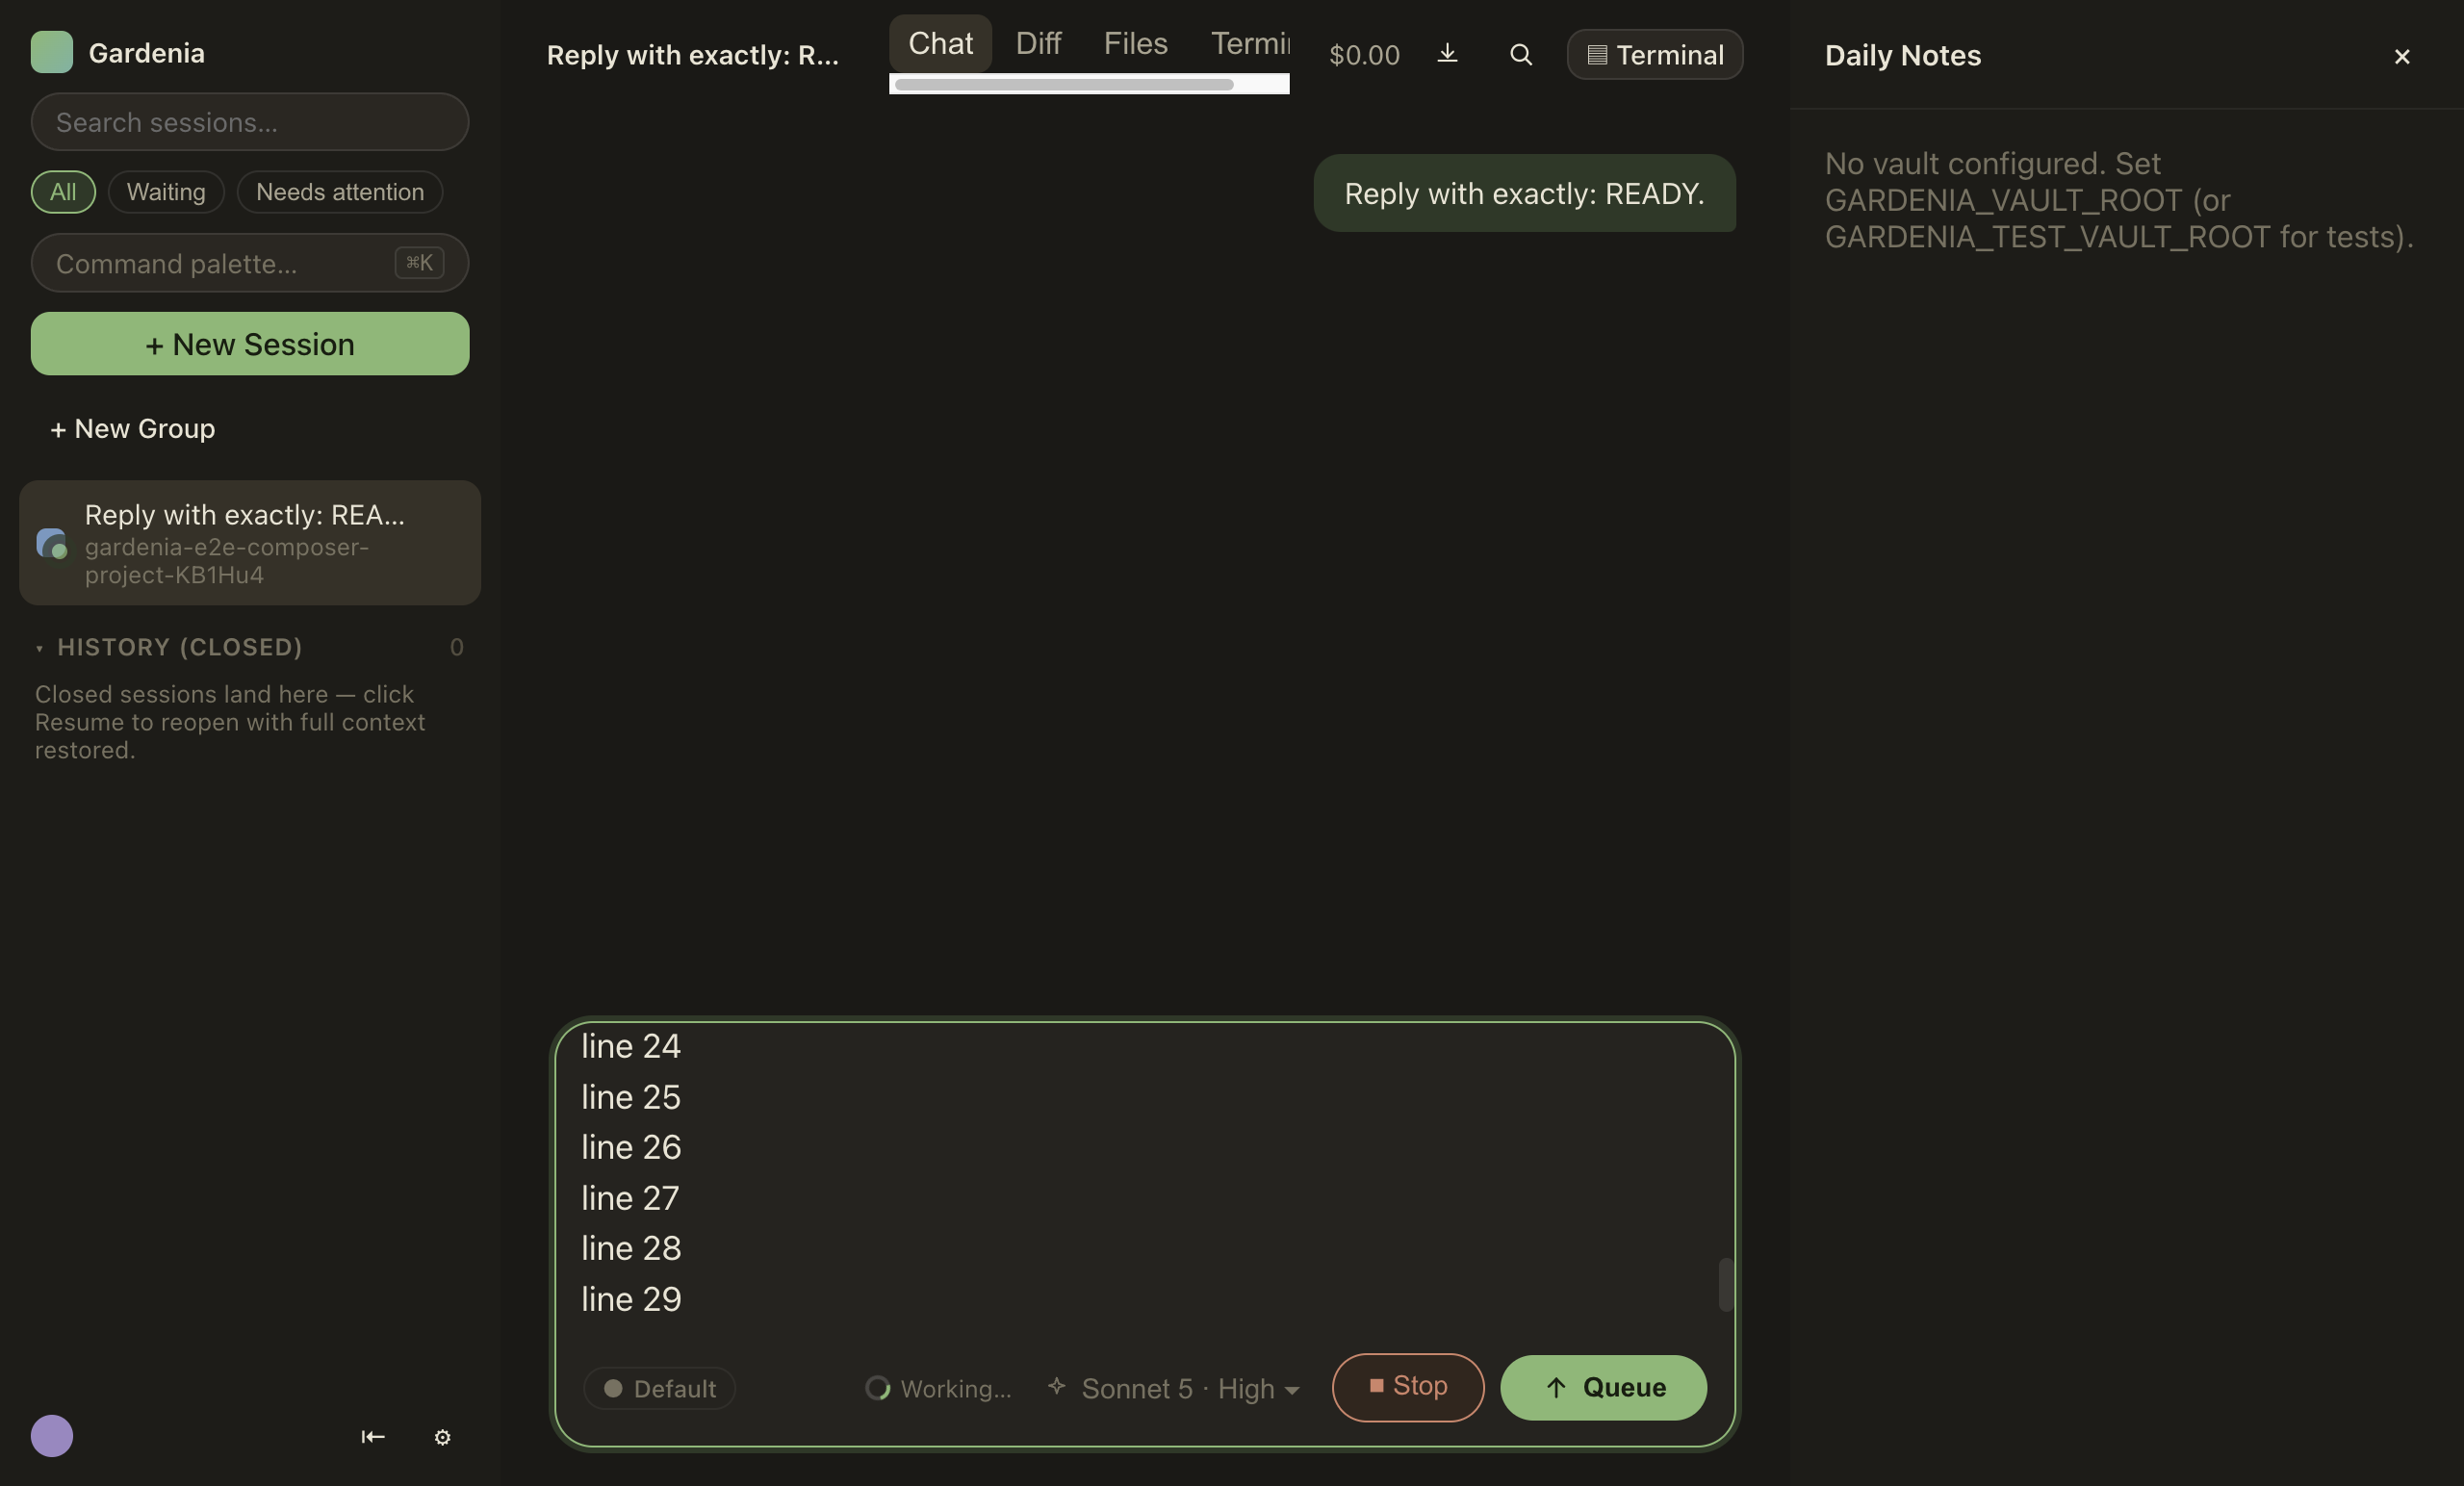 Gardenia
Search sessions...
All
Waiting
Needs attention
Command palette...
⌘K
+ New Session
+ New Group
Reply with exactly: REA...
gardenia-e2e-composer-
project-KB1Hu4
HISTORY (CLOSED)
0
Closed sessions land here — click
Resume to reopen with full context
restored.
Reply with exactly: R...
Chat
Diff
Files
Termi
$0.00
Terminal
Reply with exactly: READY.
line 24
line 25
line 26
line 27
line 28
line 29
Default
Working...
Sonnet 5 · High
Stop
Queue
Daily Notes
×
No vault configured. Set
GARDENIA_VAULT_ROOT (or
GARDENIA_TEST_VAULT_ROOT for tests).